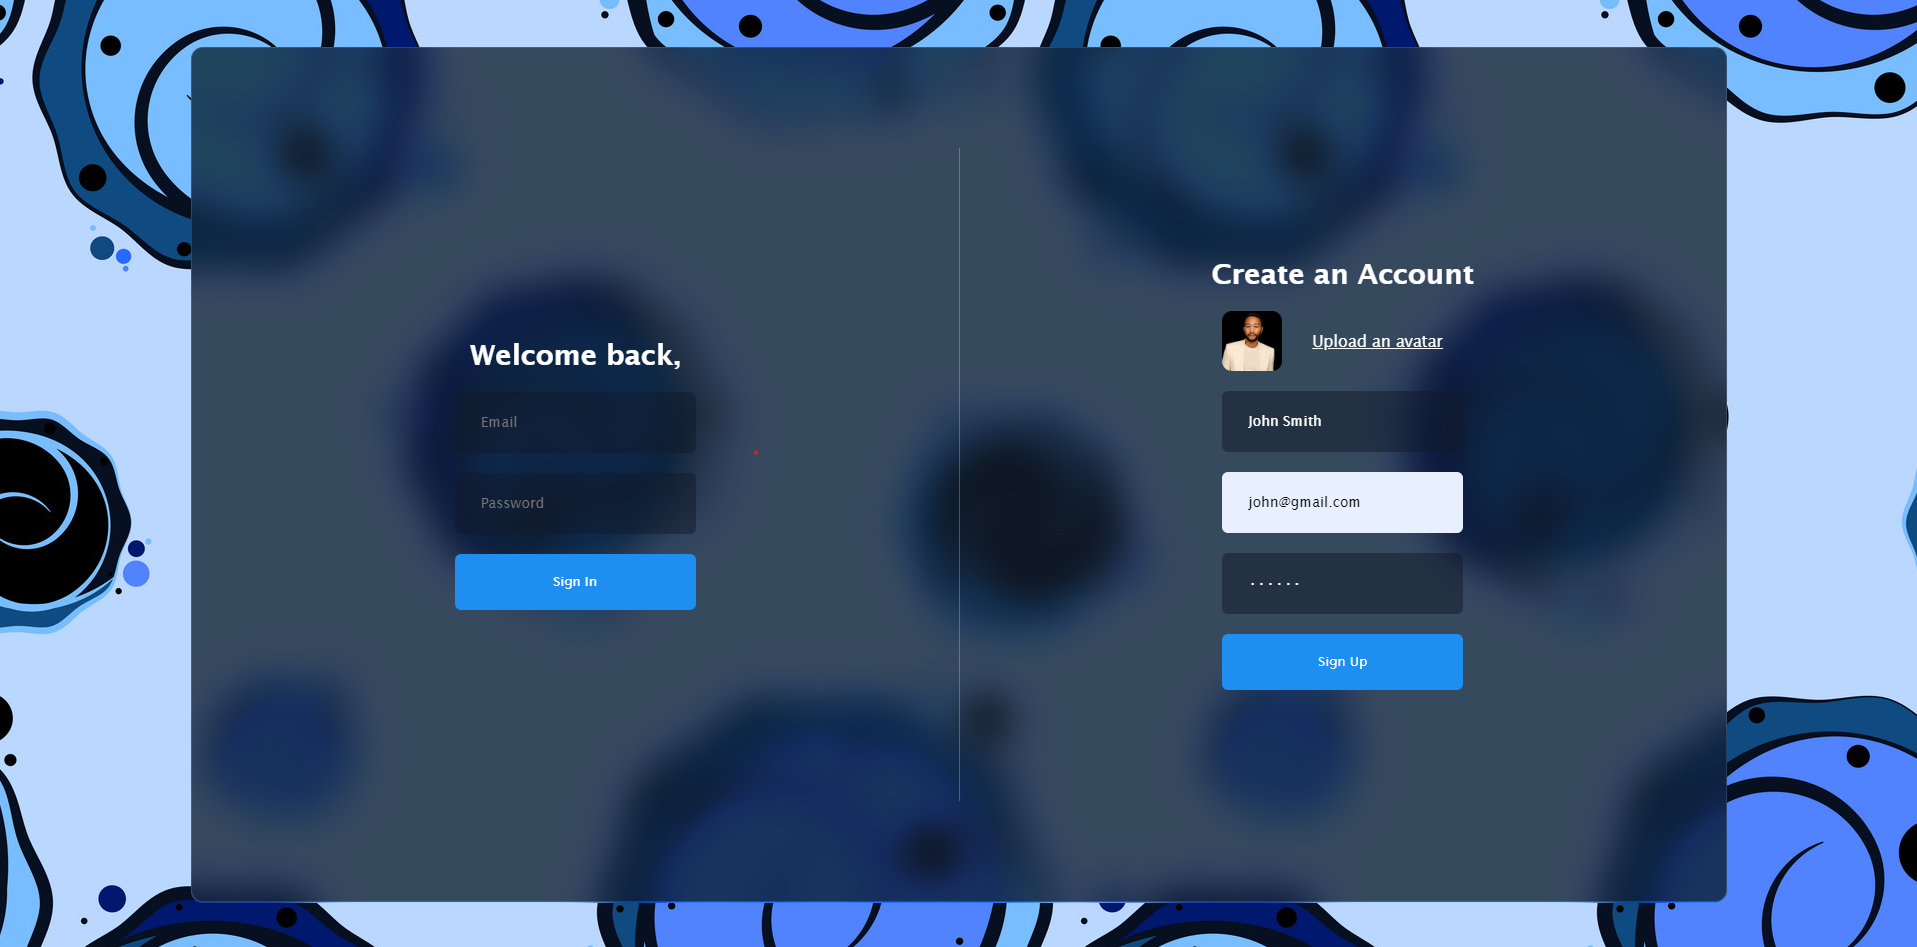 Welcome back,
Email
Password
Sign In
Create an Account
Upload an avatar
John Smith
john@gmail.com
······
Sign Up